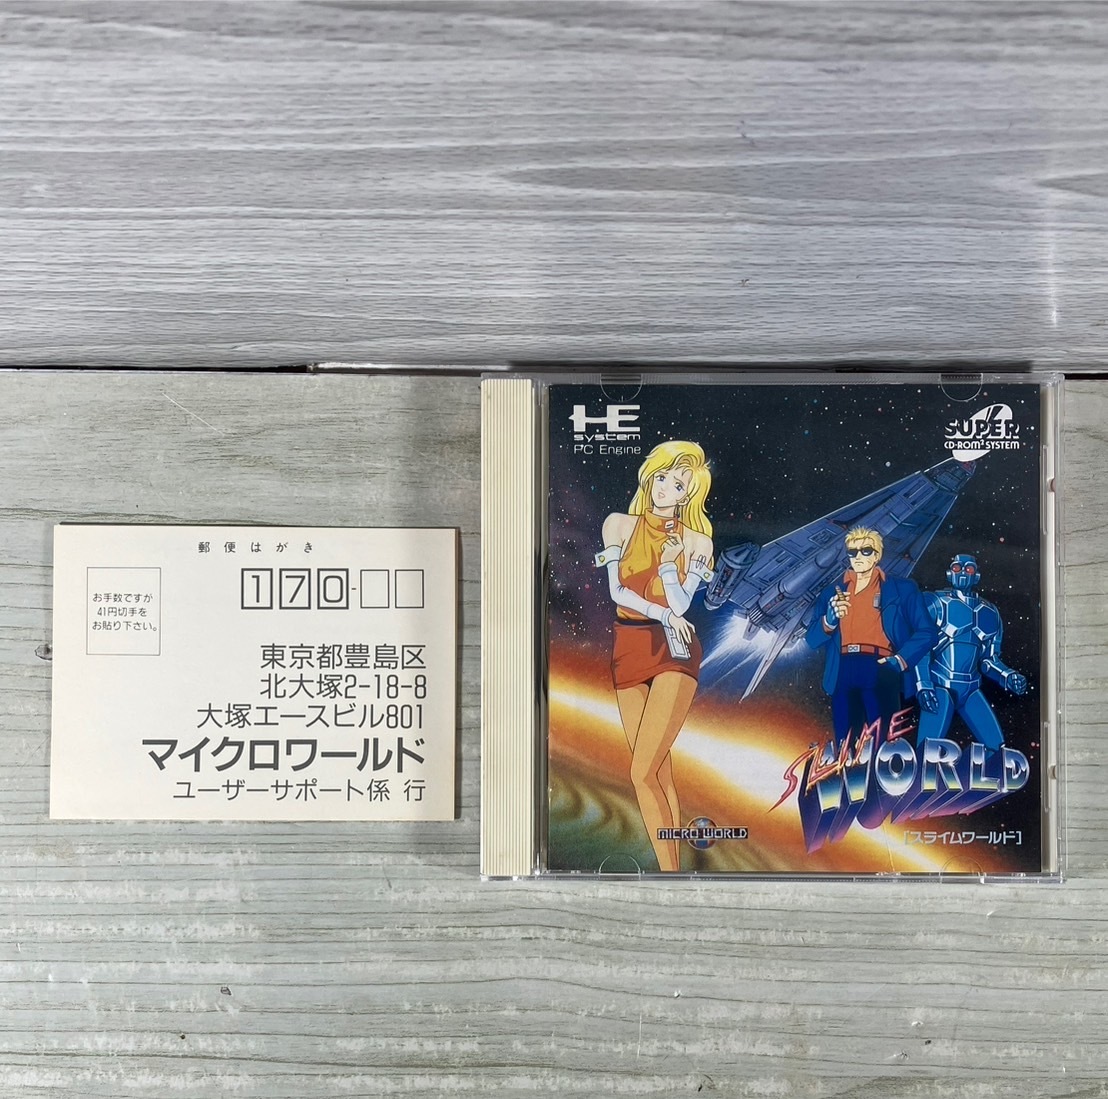 郵便はがき
お手数ですが
41円切手を
お貼り下さい。
170-
東京都豊島区
北大塚2-18-8
大塚エースビル801
マイクロワールド
ユーザーサポート係 行
HE
system
PC Engine
SUPER
CD-ROM² SYSTEM
SLIME
WORLD
[スライムワールド]
MICRO WORLD